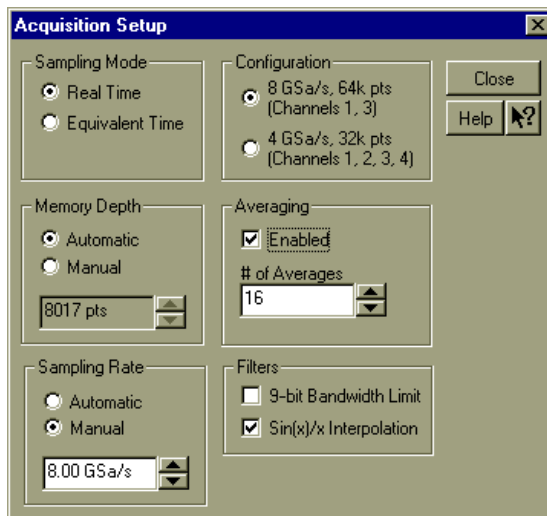 Acquisition Setup
Sampling Mode
Real Time
Equivalent Time
Configuration
8 GSa/s, 64k pts
(Channels 1, 3)
4 GSa/s, 32k pts
(Channels 1, 2, 3, 4)
Close
Help
Memory Depth
Automatic
Manual
8017 pts
Averaging
Enabled
# of Averages
16
Sampling Rate
Automatic
Manual
8.00 GSa/s
Filters
9-bit Bandwidth Limit
Sin(x)/x Interpolation